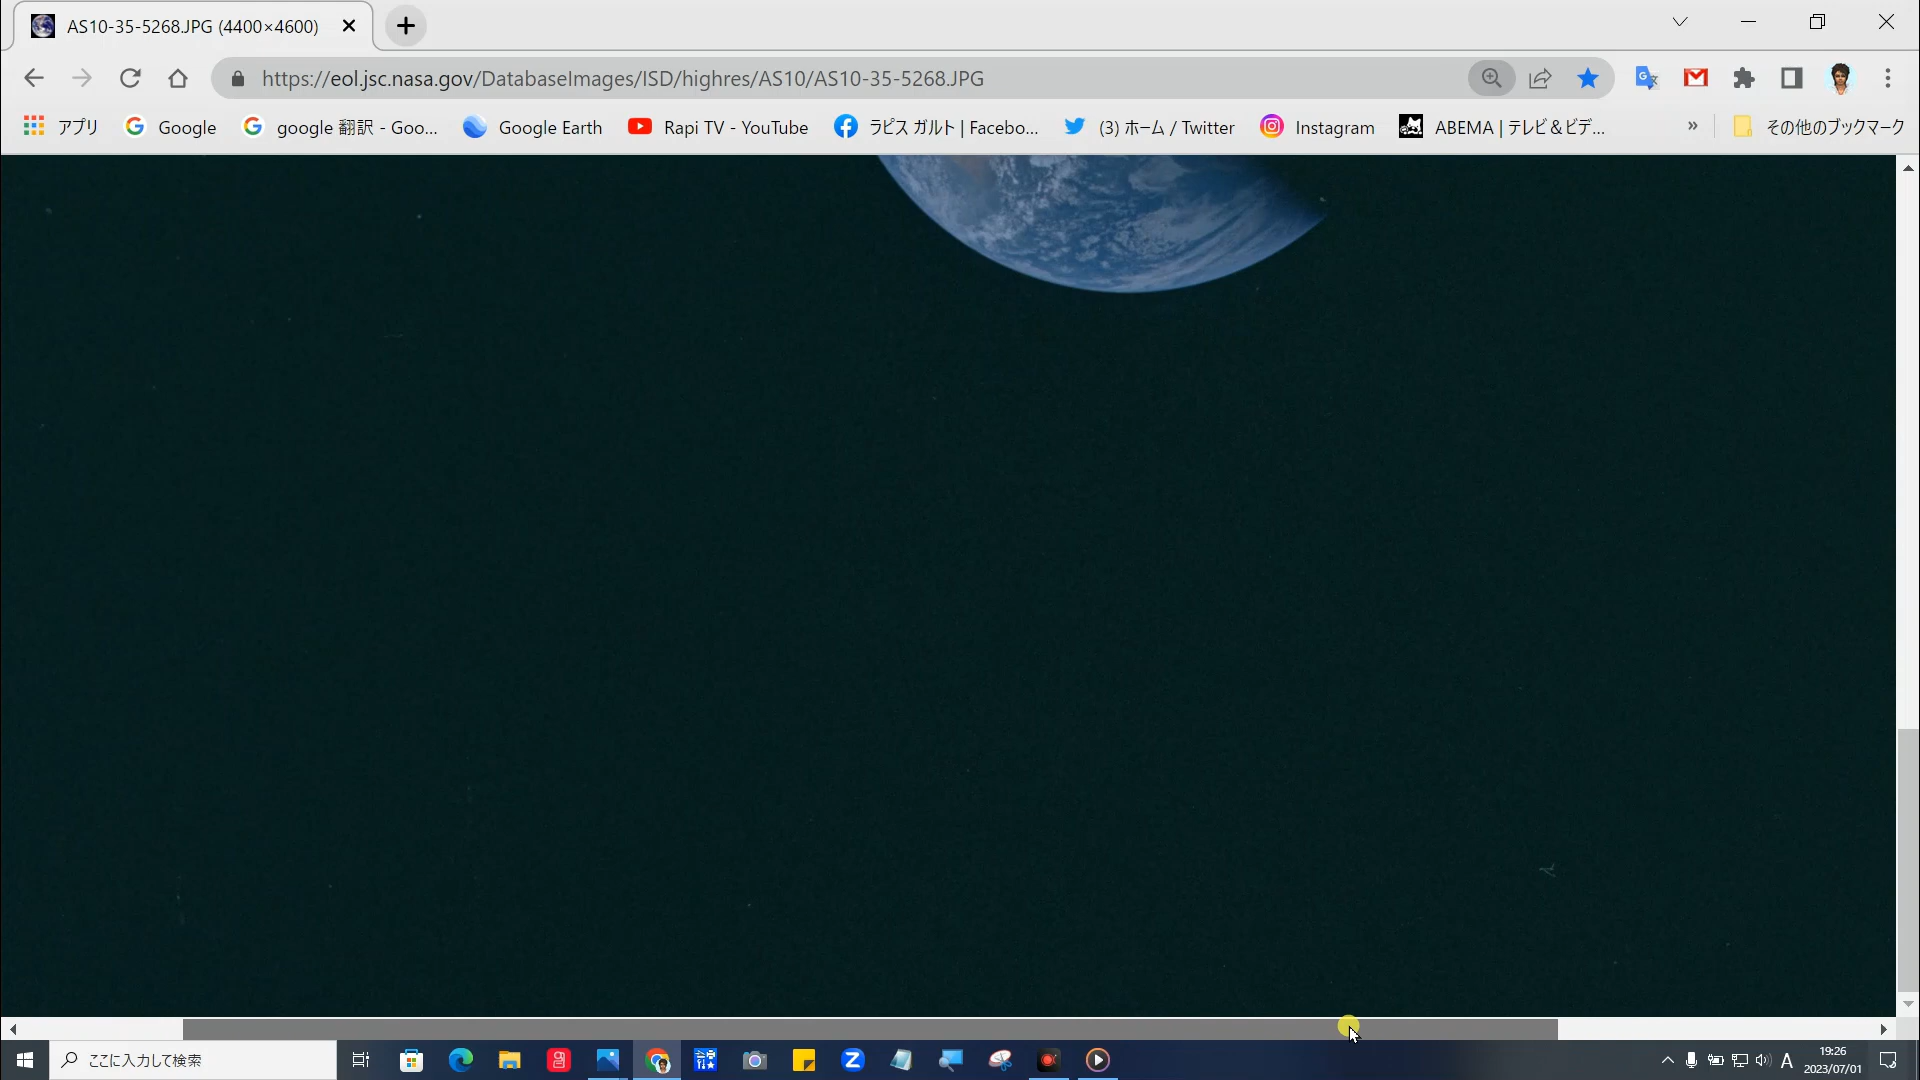 AS10-35-5268.JPG (4400×4600)
https://eol.jsc.nasa.gov/DatabaseImages/ISD/highres/AS10/AS10-35-5268.JPG
アプリ Google google 翻訳 - Goo... Google Earth Rapi TV - YouTube ラピス ガルト | Facebo... (3) ホーム / Twitter Instagram ABEMA | テレビ&ビデ... » その他のブックマーク
ここに入力して検索
A
19:26
2023/07/01